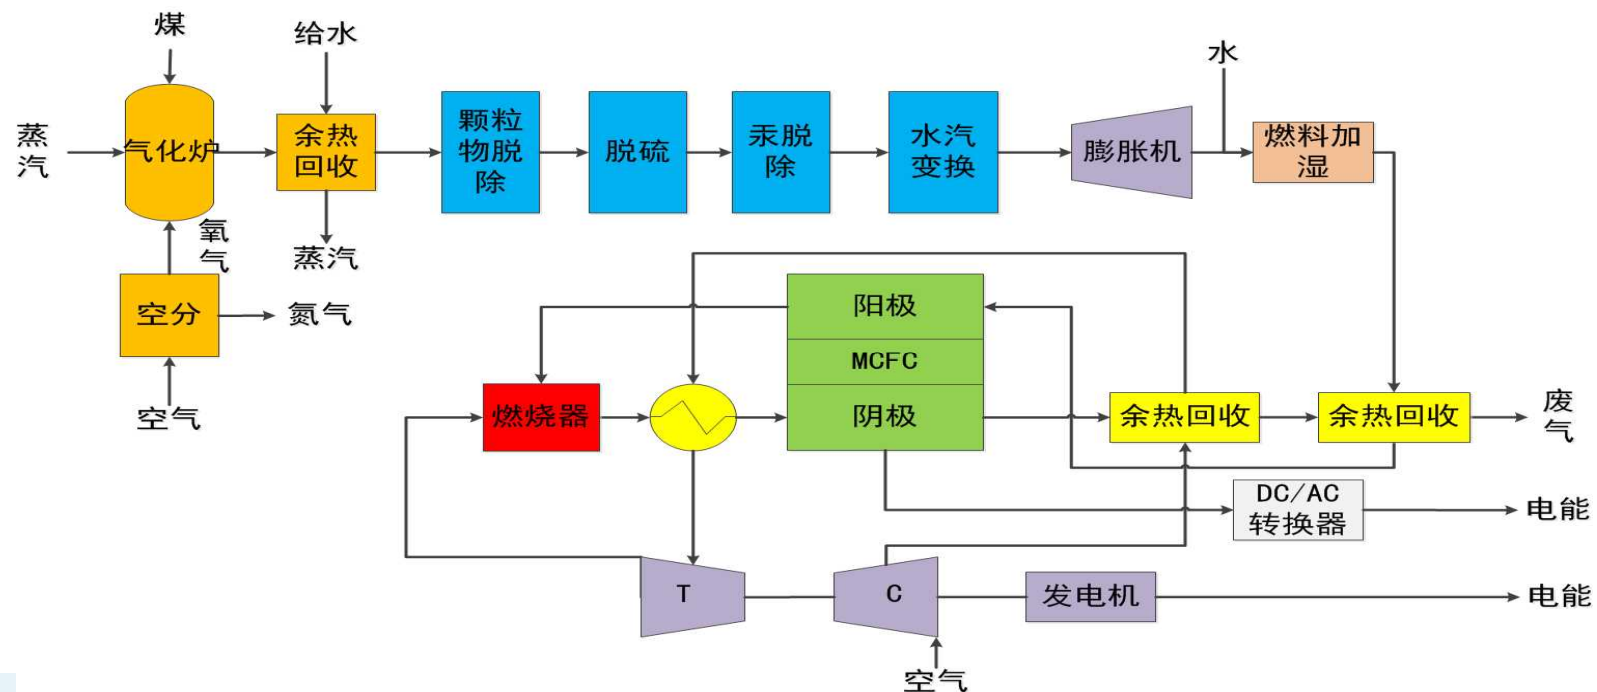 煤
给水
水
蒸
汽
气化炉
余热
回收
颗粒
物脱
除
脱硫
汞脱
除
水汽
变换
膨胀机
燃料加
湿
氧
气
蒸汽
空分
氮气
空气
阳极
MCFC
阴极
燃烧器
余热回收
余热回收
废
气
DC/AC
转换器
电能
T
C
发电机
电能
空气